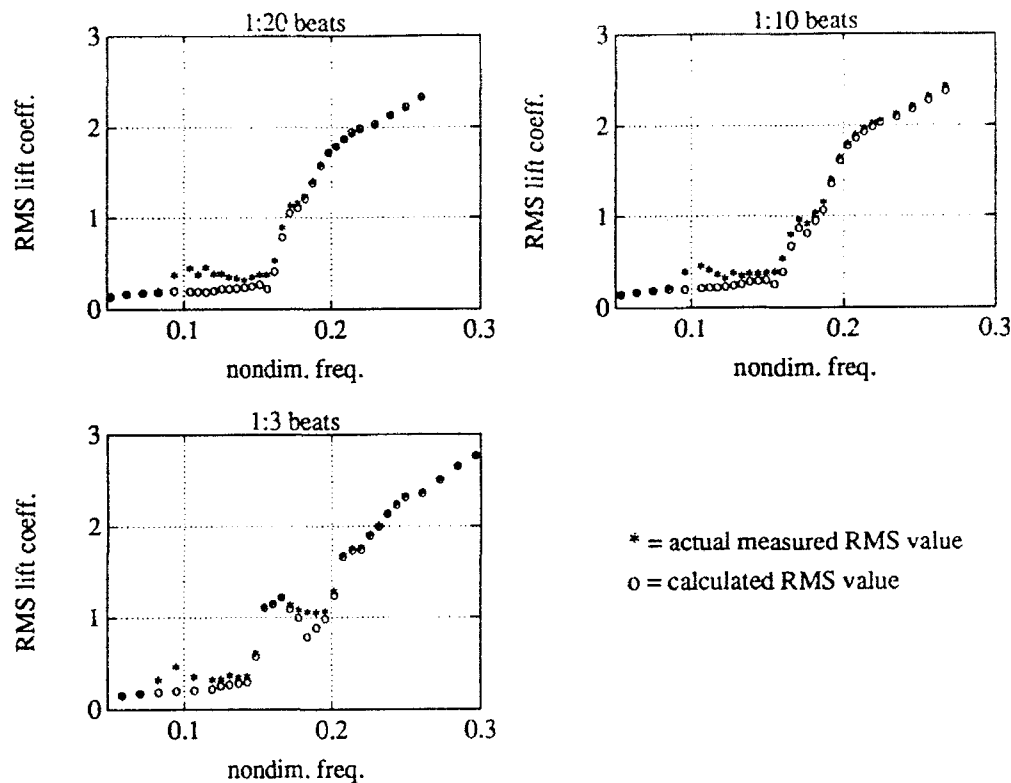 1:20 beats
3
2
1
0
0.1
0.2
0.3
RMS lift coeff.
nondim. freq.
1:10 beats
3
2
1
0
0.1
0.2
0.3
RMS lift coeff.
nondim. freq.
1:3 beats
3
2
1
0
0.1
0.2
0.3
RMS lift coeff.
nondim. freq.
* = actual measured RMS value
o = calculated RMS value